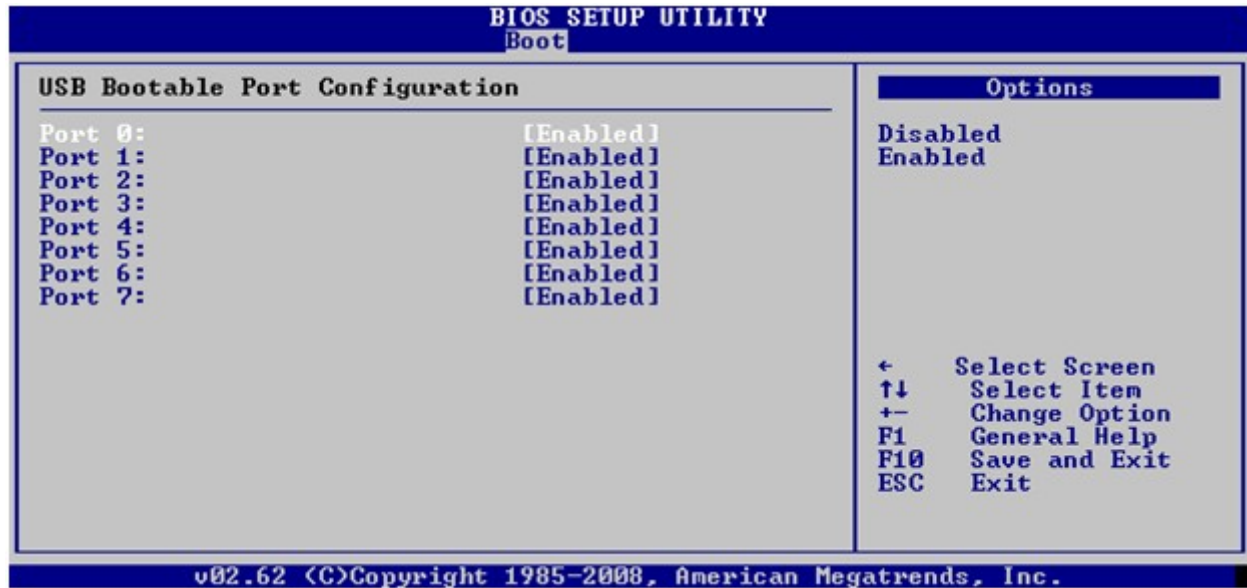 BIOS SETUP UTILITY
Boot
USB Bootable Port Configuration
Port 0: [Enabled]
Port 1: [Enabled]
Port 2: [Enabled]
Port 3: [Enabled]
Port 4: [Enabled]
Port 5: [Enabled]
Port 6: [Enabled]
Port 7: [Enabled]
Options
Disabled
Enabled
← Select Screen
↑↓ Select Item
+- Change Option
F1 General Help
F10 Save and Exit
ESC Exit
v02.62 (C)Copyright 1985-2008, American Megatrends, Inc.